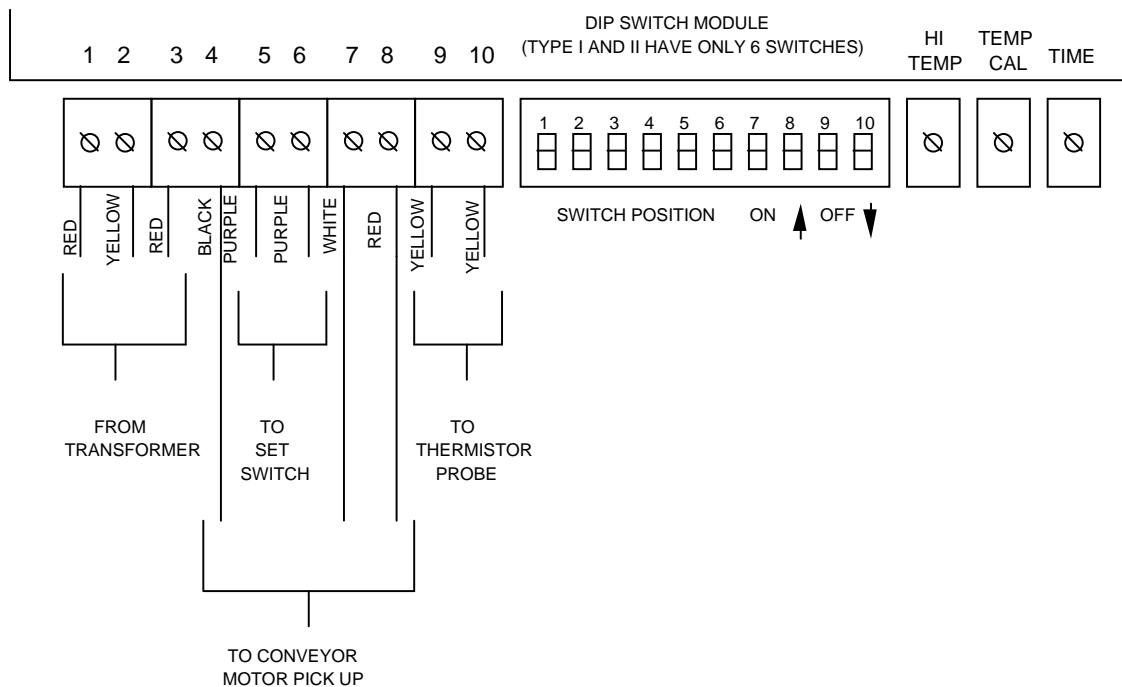 DIP SWITCH MODULE
(TYPE I AND II HAVE ONLY 6 SWITCHES)
HI
TEMP
TEMP
CAL
TIME
1 2 3 4 5 6 7 8 9 10
1 2 3 4 5 6 7 8 9 10
SWITCH POSITION ON OFF
RED
YELLOW
RED
BLACK
PURPLE
PURPLE
WHITE
RED
YELLOW
YELLOW
FROM
TRANSFORMER
TO
SET
SWITCH
TO
THERMISTOR
PROBE
TO CONVEYOR
MOTOR PICK UP